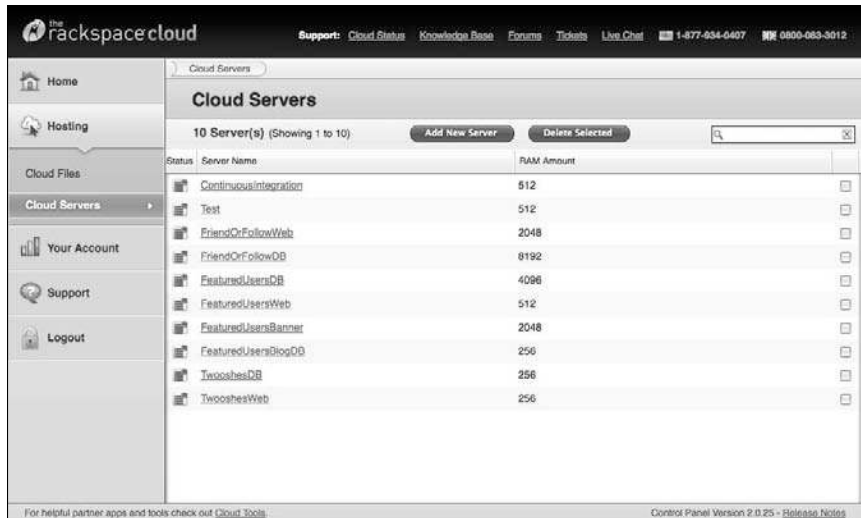 the
rackspacecloud
Support: Cloud Status Knowledge Base Forums Tickets Live Chat 1-877-934-0407 0800-083-3012
Home
Hosting
Cloud Files
Cloud Servers
Your Account
Support
Logout
Cloud Servers
Cloud Servers
10 Server(s) (Showing 1 to 10) Add New Server Delete Selected
Status Server Name RAM Amount
ContinuousIntegration 512
Test 512
FriendOrFollowWeb 2048
FriendOrFollowDB 8192
FeaturedUsersDB 4096
FeaturedUsersWeb 512
FeaturedUsersBanner 2048
FeaturedUsersBlogDB 256
TwooshesDB 256
TwooshesWeb 256
For helpful partner apps and tools check out Cloud Tools. Control Panel Version 2.0.25 - Release Notes